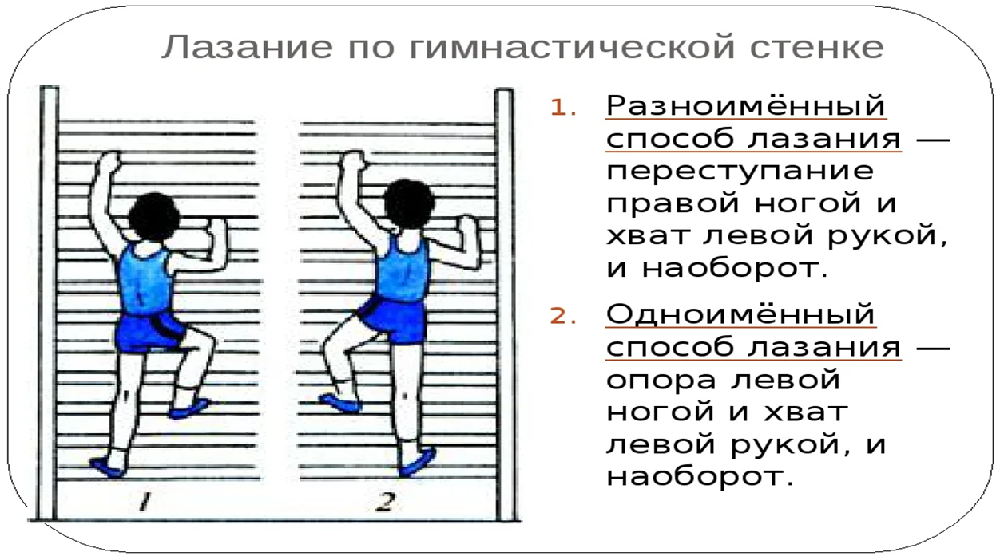 Лазание по гимнастической стенке
1. Разноимённый
способ лазания —
переступание
правой ногой и
хват левой рукой,
и наоборот.
2. Одноимённый
способ лазания —
опора левой
ногой и хват
левой рукой, и
наоборот.
1 2